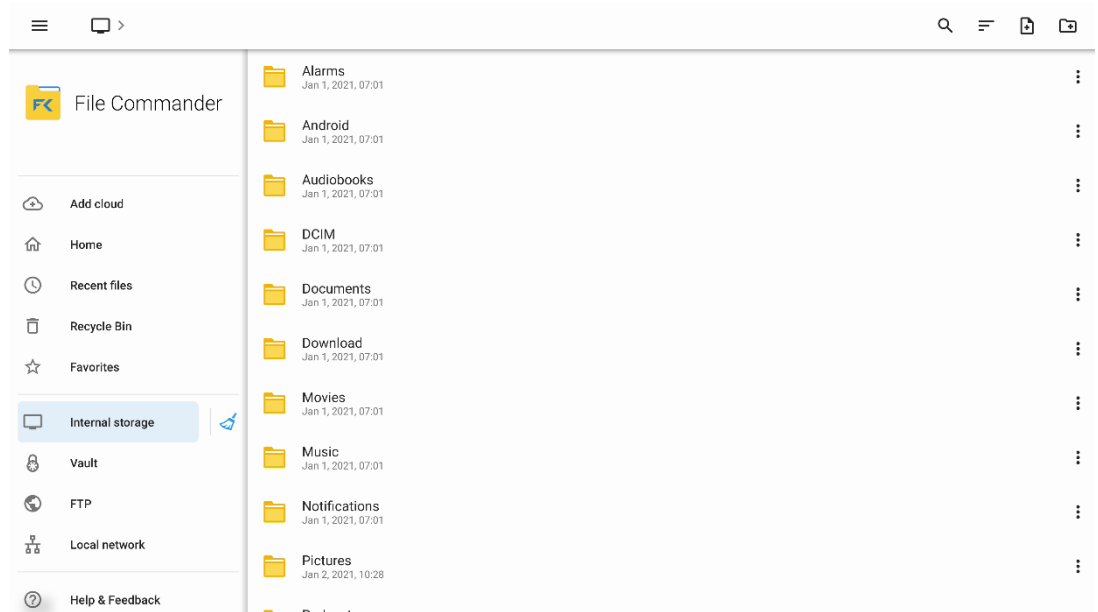 File Commander
Add cloud
Home
Recent files
Recycle Bin
Favorites
Internal storage
Vault
FTP
Local network
Help & Feedback
Alarms
Jan 1, 2021, 07:01
Android
Jan 1, 2021, 07:01
Audiobooks
Jan 1, 2021, 07:01
DCIM
Jan 1, 2021, 07:01
Documents
Jan 1, 2021, 07:01
Download
Jan 1, 2021, 07:01
Movies
Jan 1, 2021, 07:01
Music
Jan 1, 2021, 07:01
Notifications
Jan 1, 2021, 07:01
Pictures
Jan 2, 2021, 10:28